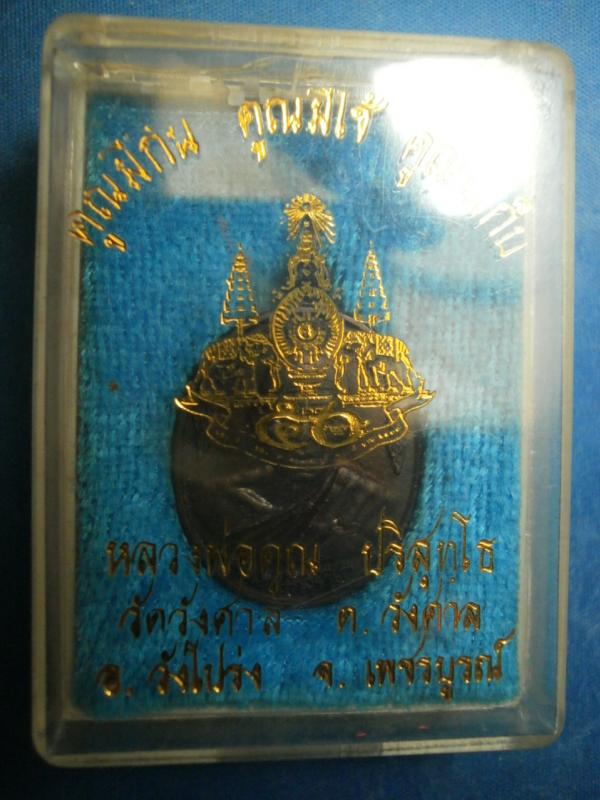 คูณมีกิน คูณมีใช้
๕๐
หลวงพ่อคูณ ปริสุทโธ
วัดวังศาล ต. วังศาล
อ. วังโป่ง จ. เพชรบูรณ์